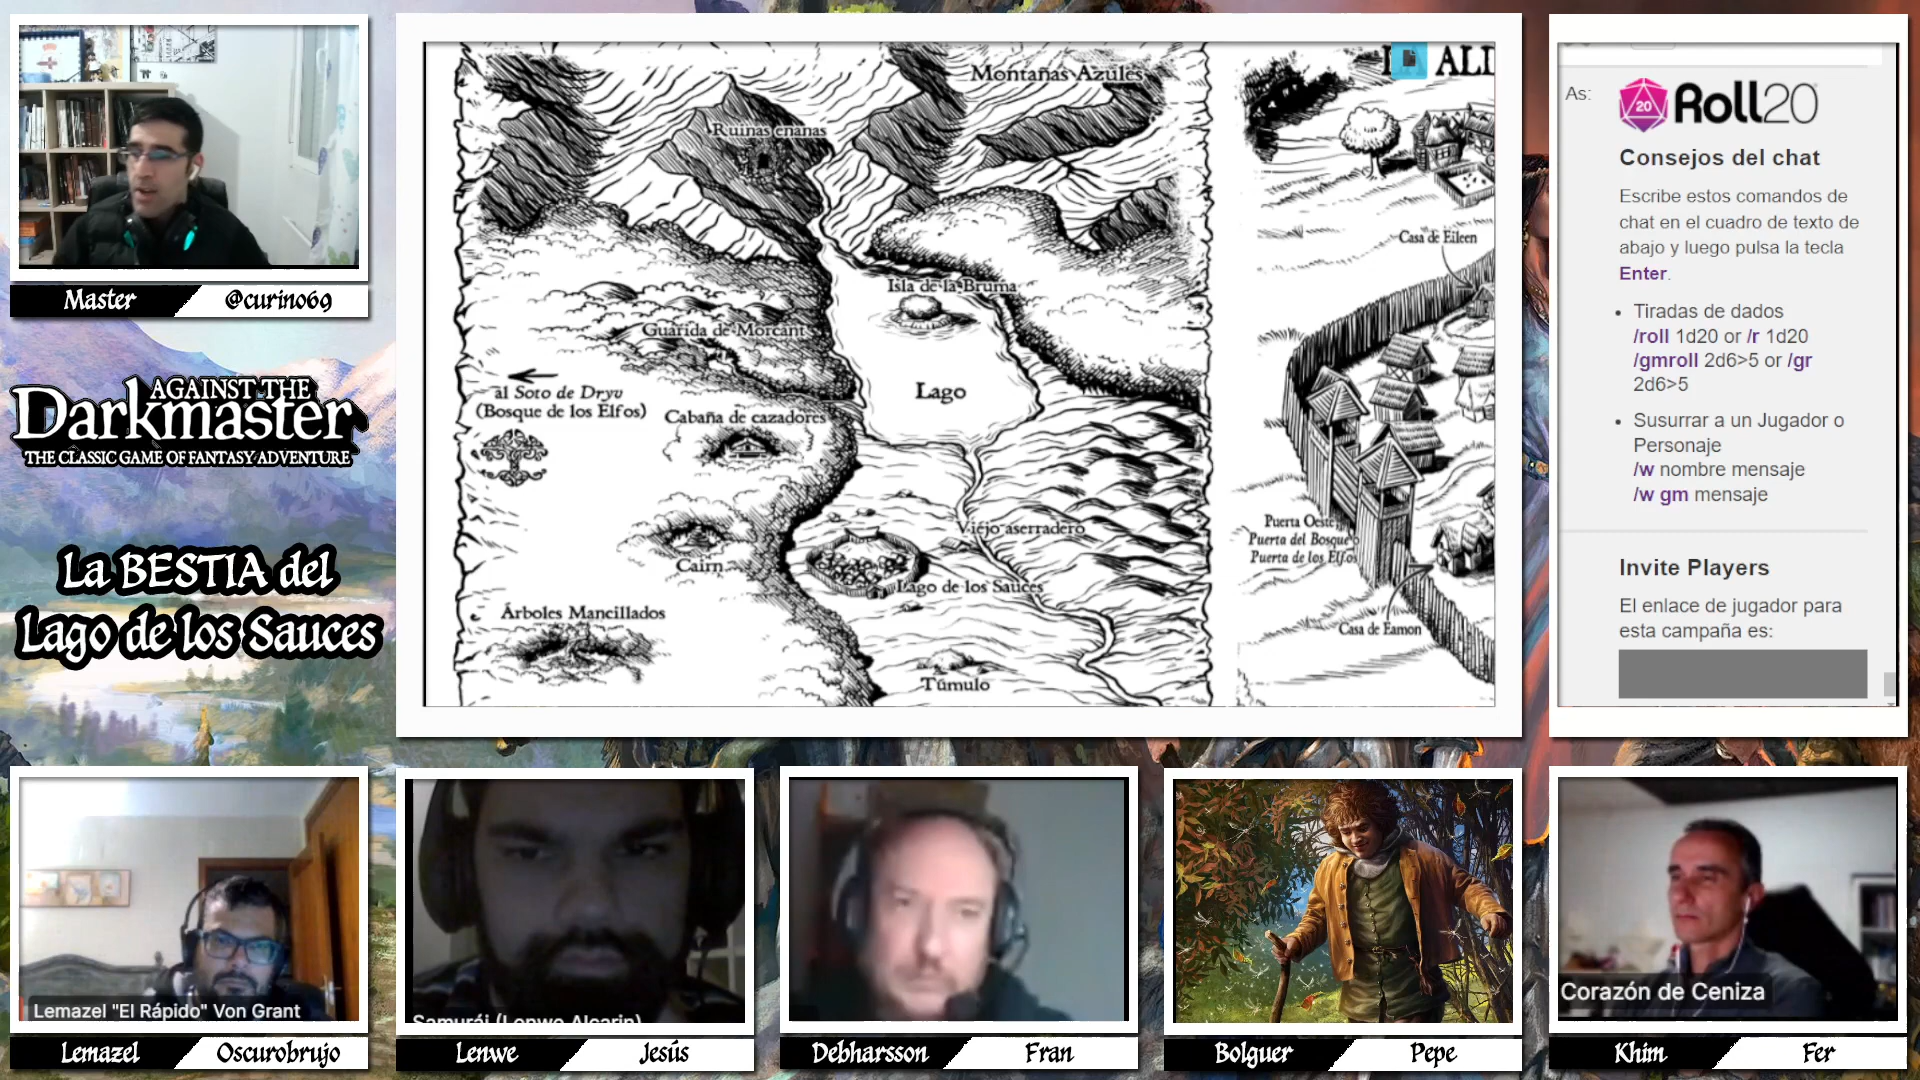 Master
@curino69
AGAINST THE
Darkmaster
THE CLASSIC GAME OF FANTASY ADVENTURE
La BESTIA del
Lago de los Sauces
Montañas Azules
Ruinas enanas
Isla de la Bruma
Guarida de Morcant
al Soto de Dryv
(Bosque de los Elfos)
Cabaña de cazadores
Lago
Viejo aserradero
Cairn
Lago de los Sauces
Árboles Mancillados
Túmulo
ALL
Casa de Eileen
Puerta Oeste
Puerta del Bosque
Puerta de los Elfos
Casa de Eamon
As:
20
Roll20
Consejos del chat
Escribe estos comandos de
chat en el cuadro de texto de
abajo y luego pulsa la tecla
Enter.
• Tiradas de dados
/roll 1d20 or /r 1d20
/gmroll 2d6>5 or /gr
2d6>5
• Susurrar a un Jugador o
Personaje
/w nombre mensaje
/w gm mensaje
Invite Players
El enlace de jugador para
esta campaña es:
Lemazel "El Rápido" Von Grant
Samurái (Lenwe Alcarin)
Corazón de Ceniza
Lemazel
Oscurobrujo
Lenwe
Jesús
Debharsson
Fran
Bolguer
Pepe
Khim
Fer